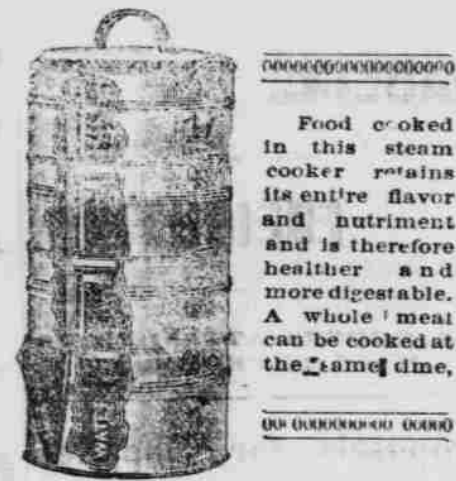 Food cooked
in this steam
cooker retains
its entire flavor
and nutriment
and is therefore
healther and
more digestable.
A whole meal
can be cooked at
the same time,
WATER